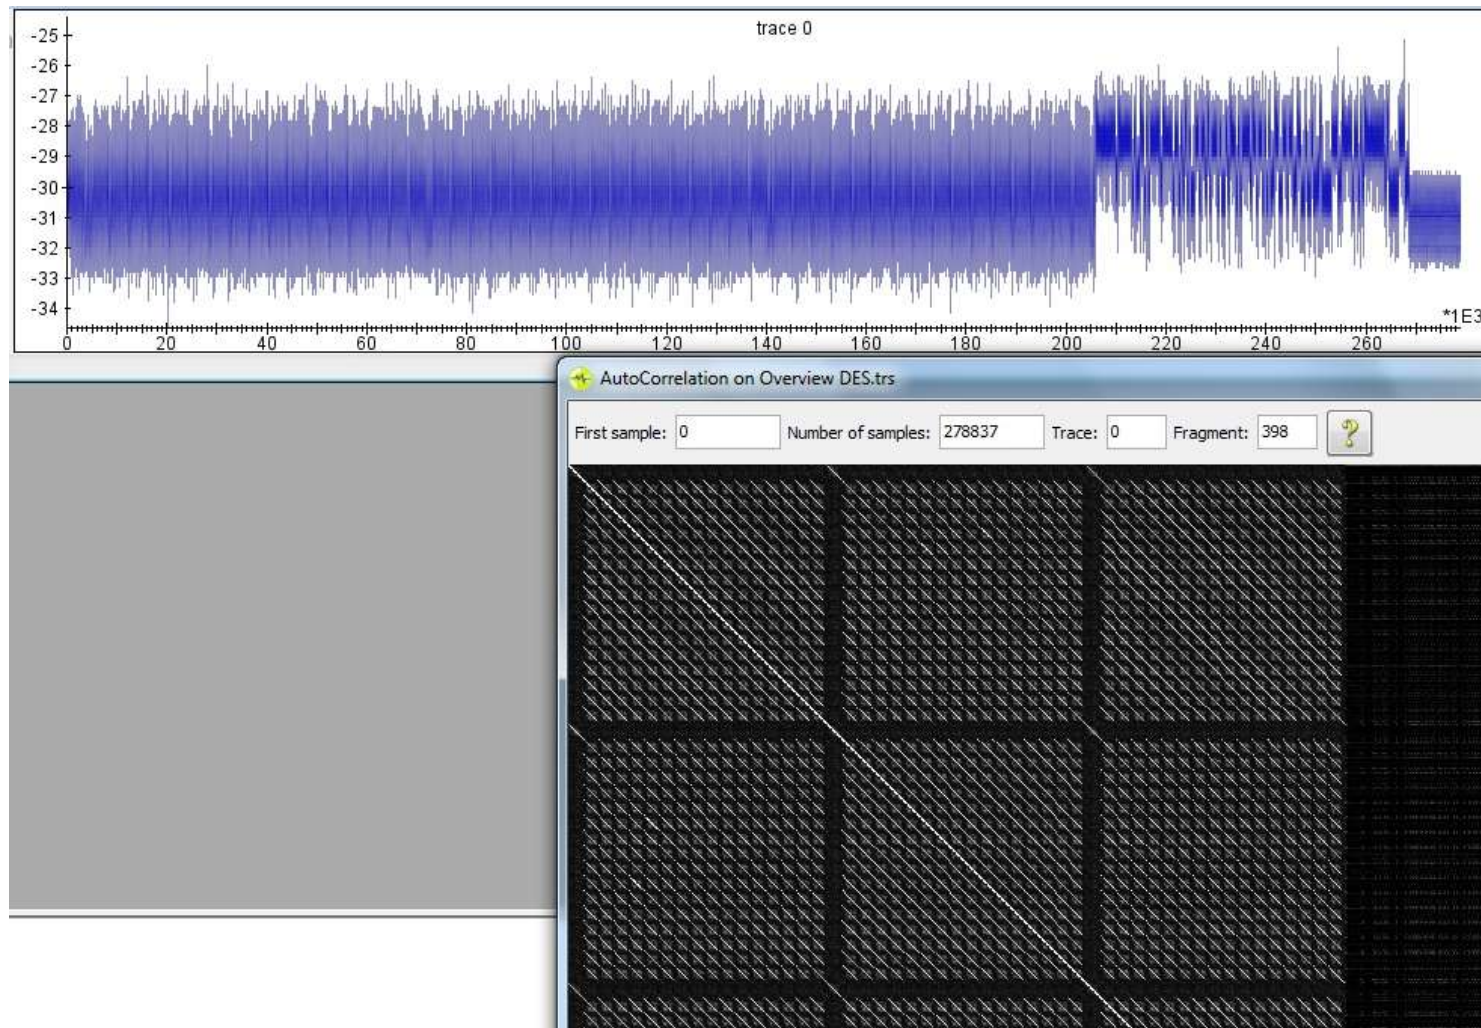 trace 0
-25
-26
-27
-28
-29
-30
-31
-32
-33
-34
*1E3
0 20 40 60 80 100 120 140 160 180 200 220 240 260
AutoCorrelation on Overview DES.trs
First sample: 0 Number of samples: 278837 Trace: 0 Fragment: 398 ?